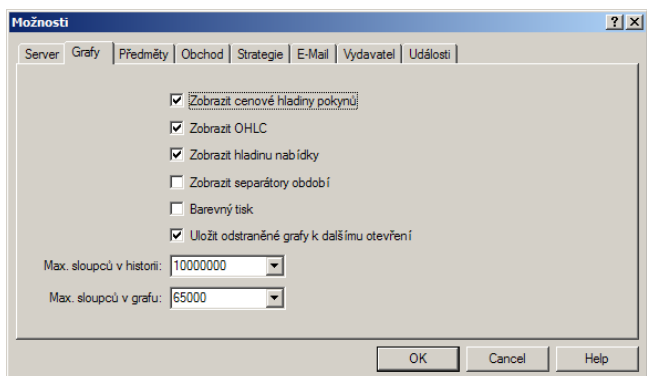 Možnosti
Server Grafy Předměty Obchod Strategie E-Mail Vydavatel Události
Zobrazit cenové hladiny pokynů
Zobrazit OHLC
Zobrazit hladinu nabídky
Zobrazit separátory období
Barevný tisk
Uložit odstraněné grafy k dalšímu otevření
Max. sloupců v historii: 10000000
Max. sloupců v grafu: 65000
OK Cancel Help